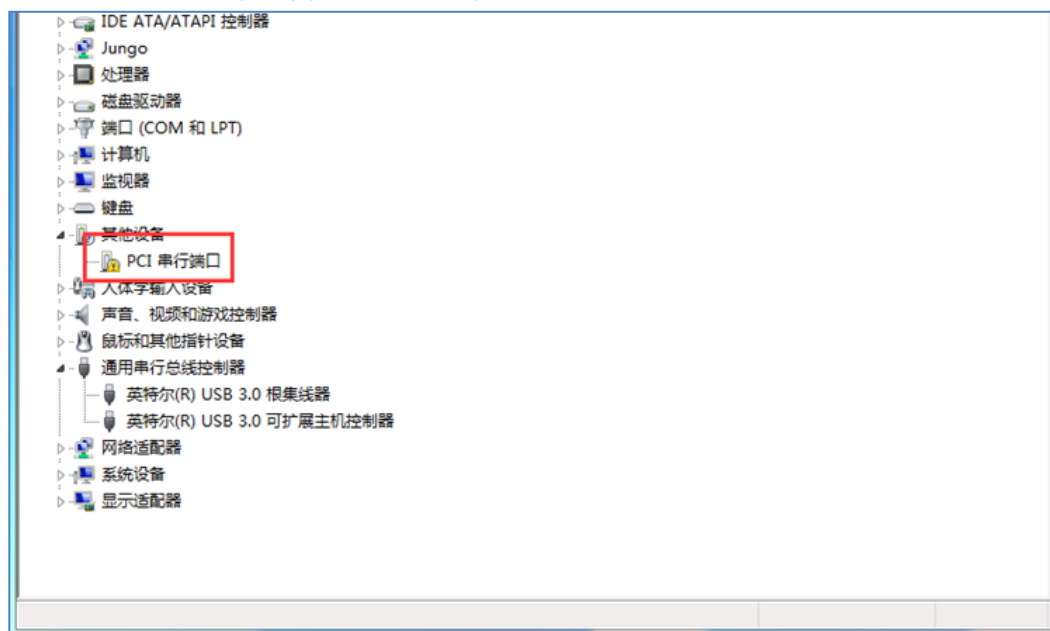 IDE ATA/ATAPI 控制器
Jungo
处理器
磁盘驱动器
端口 (COM 和 LPT)
计算机
监视器
键盘
其他设备
PCI 串行端口
人体学输入设备
声音、视频和游戏控制器
鼠标和其他指针设备
通用串行总线控制器
英特尔(R) USB 3.0 根集线器
英特尔(R) USB 3.0 可扩展主机控制器
网络适配器
系统设备
显示适配器